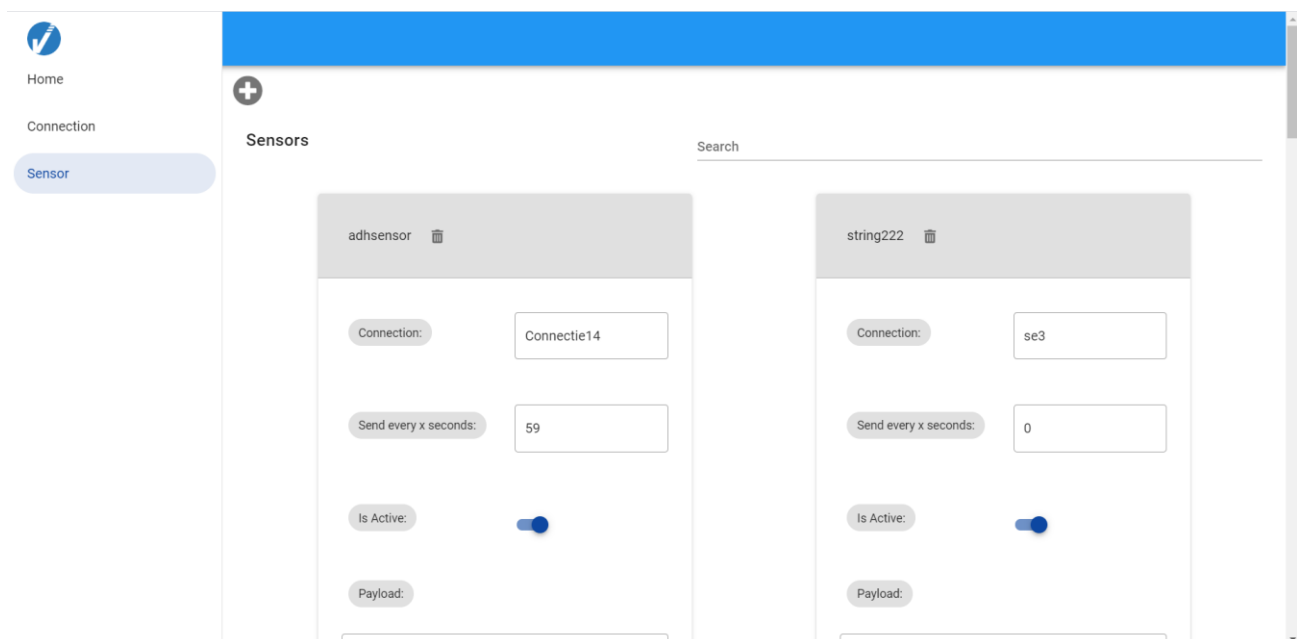 Home
Connection
Sensor
Sensors
Search
adhsensor
Connection:
Connectie14
Send every x seconds:
59
Is Active:
Payload:
string222
Connection:
se3
Send every x seconds:
0
Is Active:
Payload: